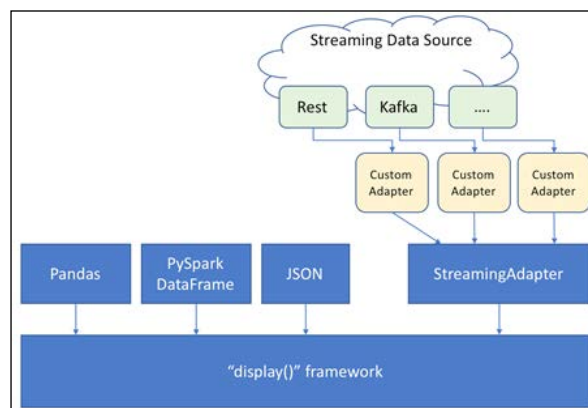 Streaming Data Source
Rest
Kafka
....
Custom
Adapter
Custom
Adapter
Custom
Adapter
Pandas
PySpark
DataFrame
JSON
StreamingAdapter
“display()” framework